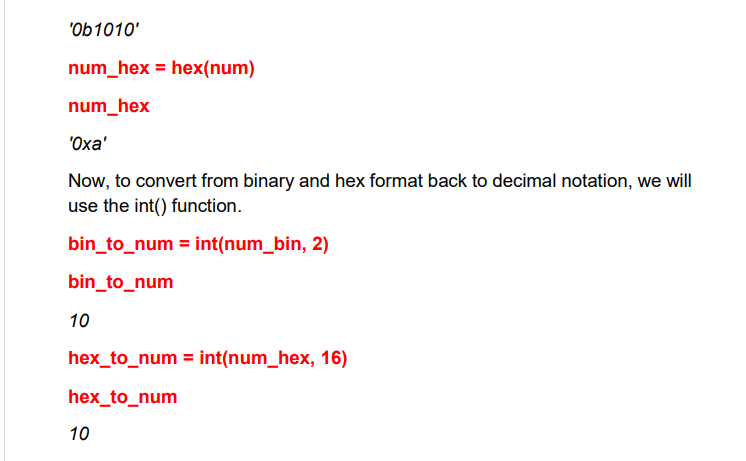 '0b1010'
num_hex = hex(num)
num_hex
'0xa'
Now, to convert from binary and hex format back to decimal notation, we will
use the int() function.
bin_to_num = int(num_bin, 2)
bin_to_num
10
hex_to_num = int(num_hex, 16)
hex_to_num
10